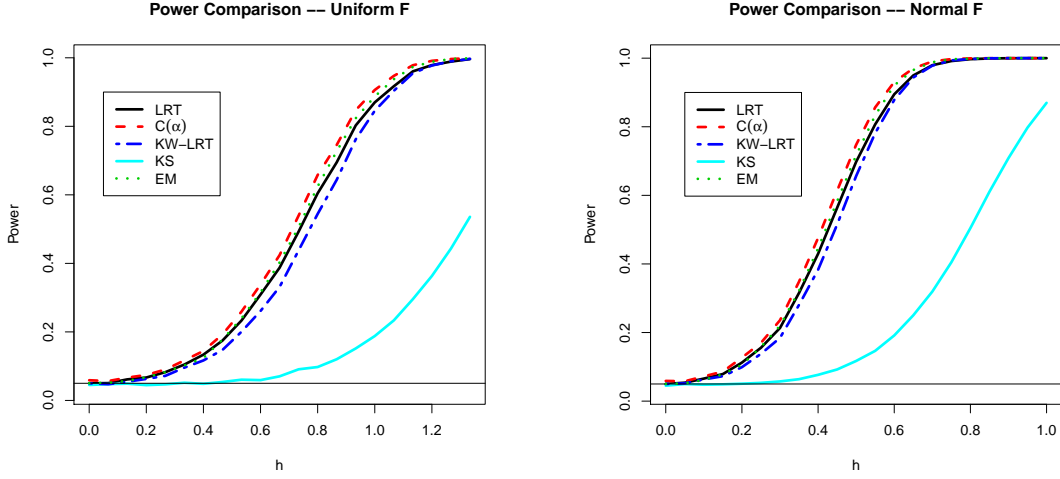 Power Comparison −− Uniform F
1.0
0.8
0.6
0.4
0.2
0.0
Power
LRT
C(α)
KW−LRT
KS
EM
0.0 0.2 0.4 0.6 0.8 1.0 1.2
h
Power Comparison −− Normal F
1.0
0.8
0.6
0.4
0.2
0.0
Power
LRT
C(α)
KW−LRT
KS
EM
0.0 0.2 0.4 0.6 0.8 1.0
h